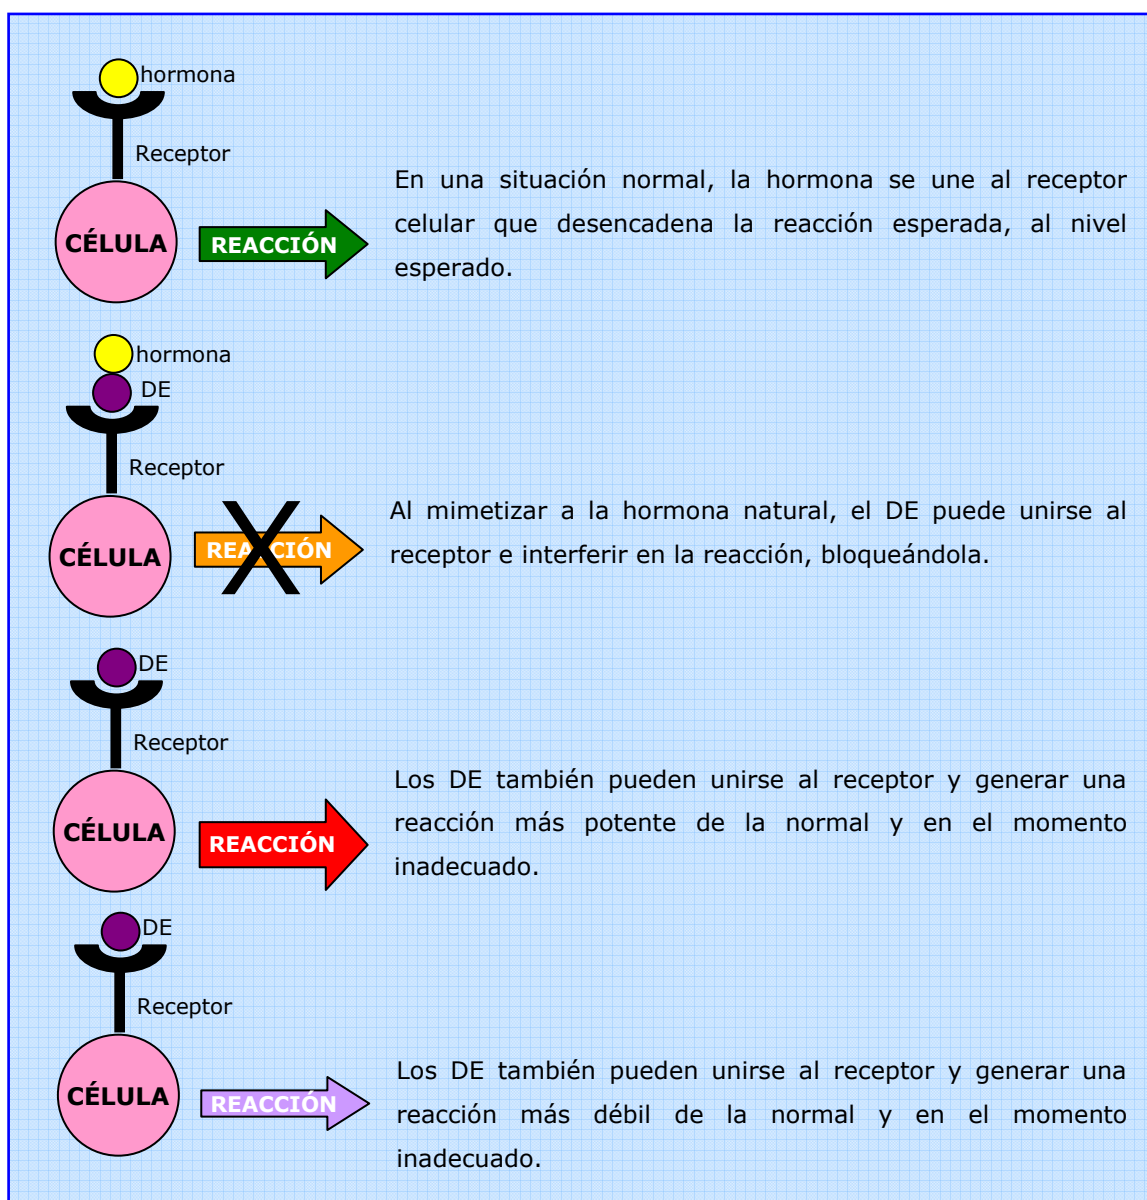 hormona
Receptor
CÉLULA
REACCIÓN
En una situación normal, la hormona se une al receptor
celular que desencadena la reacción esperada, al nivel
esperado.
hormona
DE
Receptor
CÉLULA
REACCIÓN
Al mimetizar a la hormona natural, el DE puede unirse al
receptor e interferir en la reacción, bloqueándola.
DE
Receptor
CÉLULA
REACCIÓN
Los DE también pueden unirse al receptor y generar una
reacción más potente de la normal y en el momento
inadecuado.
DE
Receptor
CÉLULA
REACCIÓN
Los DE también pueden unirse al receptor y generar una
reacción más débil de la normal y en el momento
inadecuado.